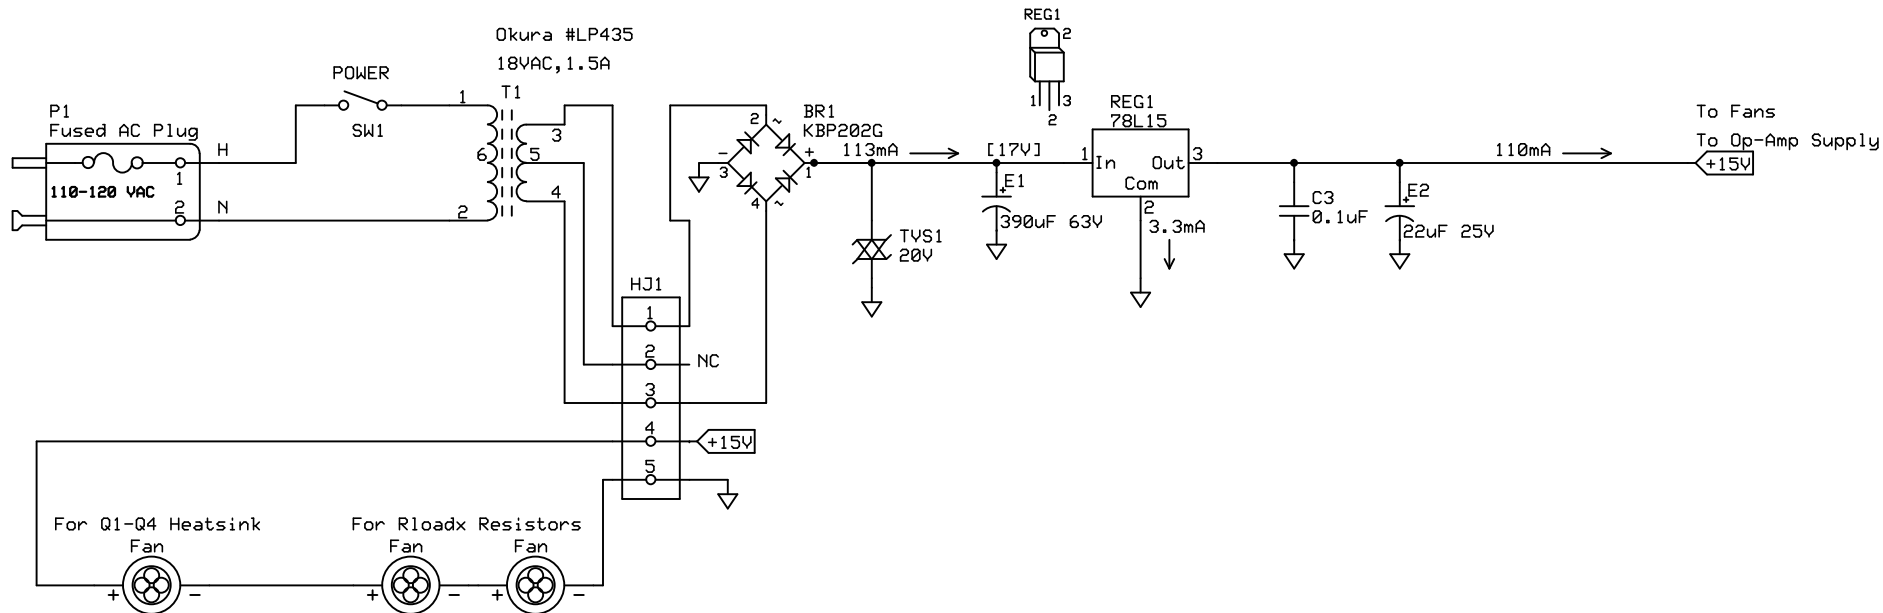 Okura #LP435
18VAC,1.5A
T1
POWER
SW1
P1
Fused AC Plug
H
1
110-120 VAC
2
N
1
6
2
3
5
4
BR1
KBP202G
2
~
-
3
+
1
4
~
113mA
[17V]
TVS1
20V
E1
+
390uF 63V
REG1
2
1
3
2
REG1
78L15
1
In
Out
3
Com
2
3.3mA
C3
0.1uF
E2
+
22uF 25V
110mA
To Fans
To Op-Amp Supply
+15V
HJ1
1
2
NC
3
4
+15V
5
For Q1-Q4 Heatsink
Fan
+
-
For Rloadx Resistors
Fan
+
-
Fan
+
-